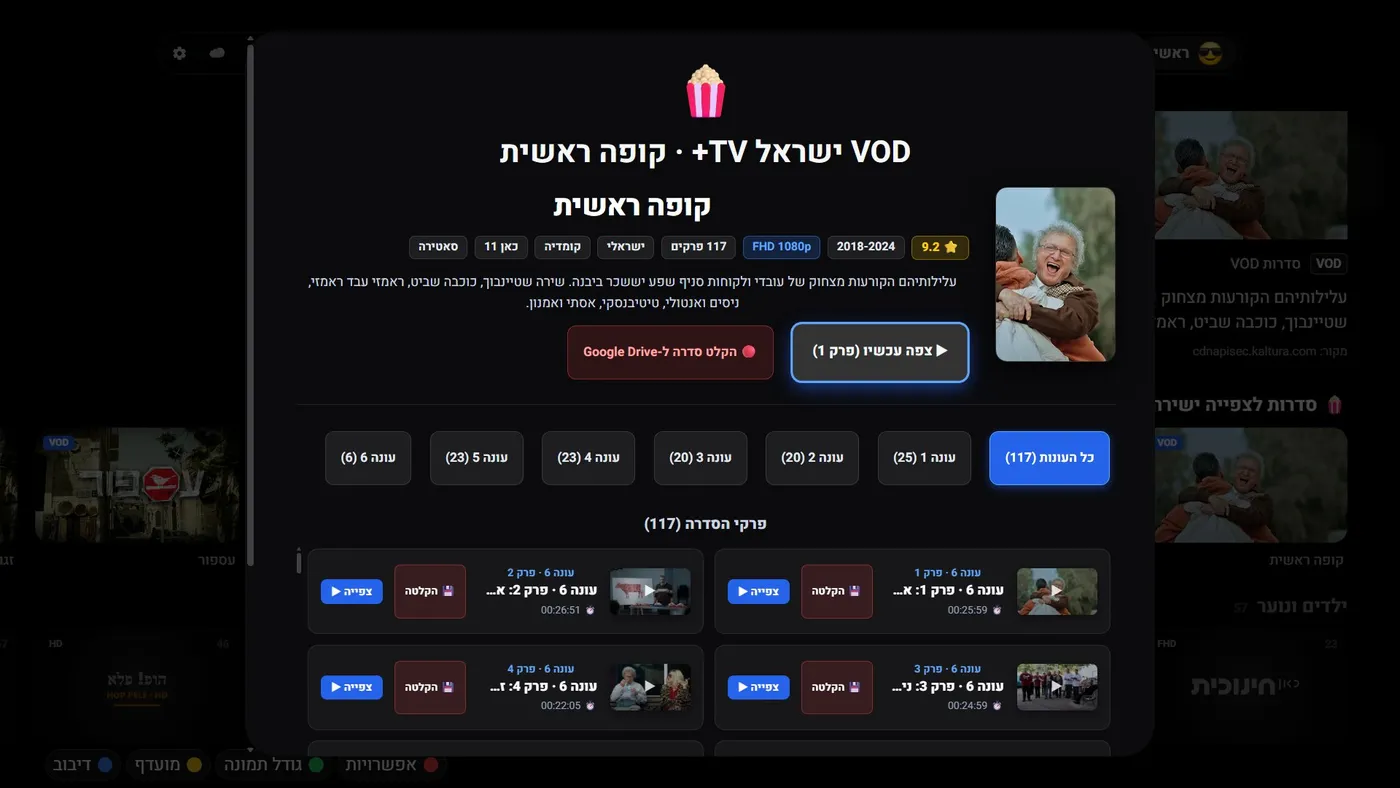 ראשי
VOD ישראל TV+ · קופה ראשית
קופה ראשית
9.2
2018-2024
FHD 1080p
117 פרקים
ישראלי
קומדיה
כאן 11
סאטירה
עלילותיהם הקורעות מצחוק של עובדי ולקוחות סניף שפע יששכר ביבנה. שירה שטיינבוך, כוכבה שביט, ראמזי עבד ראמזי,
ניסים ואנטולי, טיטיבנסקי, אסתי ואמנון.
צפה עכשיו (פרק 1)
הקלט סדרה ל-Google Drive
כל העונות (117)
עונה 1 (25)
עונה 2 (20)
עונה 3 (20)
עונה 4 (23)
עונה 5 (23)
עונה 6 (6)
פרקי הסדרה (117)
עונה 6 · פרק 1
עונה 6 · פרק 1: א...
00:25:59
הקלטה
צפייה
עונה 6 · פרק 2
עונה 6 · פרק 2: א...
00:26:51
הקלטה
צפייה
עונה 6 · פרק 3
עונה 6 · פרק 3: ני...
00:24:59
הקלטה
צפייה
עונה 6 · פרק 4
עונה 6 · פרק 4: ז...
00:22:05
הקלטה
צפייה
VOD סדרות VOD
עלילותיהם הקורעות מצחוק
שטיינבוך, כוכבה שביט, ראמ
מקור: cdnapisec.kaltura.com
סדרות לצפייה ישירה
VOD
קופה ראשית
ילדים ונוער 57
22
FHD
כאן חינוכית
VOD
עספור
עספור
46
HD
הופ! פלא
HOP PELE · HD
אפשרויות
גודל תמונה
מועדף
דיבוב